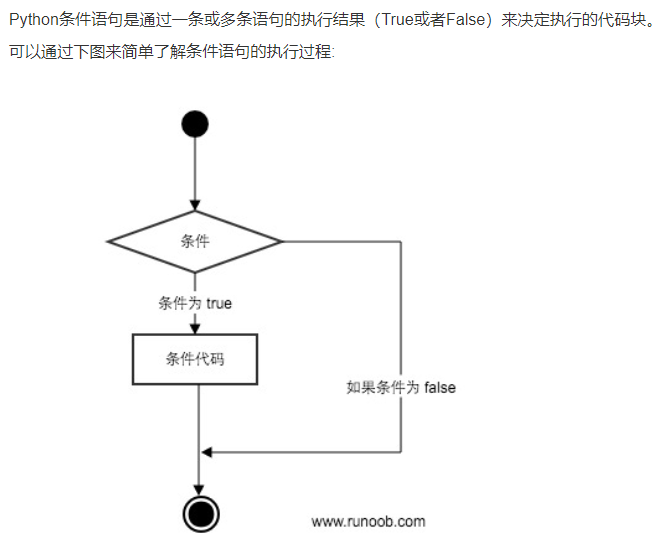 Python条件语句是通过一条或多条语句的执行结果（True或者False）来决定执行的代码块。
可以通过下图来简单了解条件语句的执行过程:
条件
条件为 true
条件代码
如果条件为 false
www.runoob.com